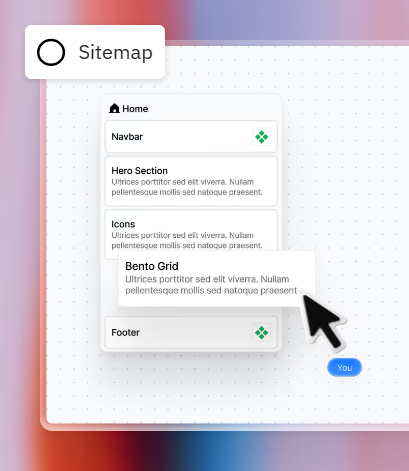 Sitemap
Home
Navbar
Hero Section
Ultrices porttitor sed elit viverra. Nullam
pellentesque mollis sed natoque praesent.
Icons
Ultrices porttitor sed elit viverra. Nullam
pellentesque mollis sed natoque praesent.
Bento Grid
Ultrices porttitor sed elit viverra. Nullam
pellentesque mollis sed natoque praesent
Footer
You